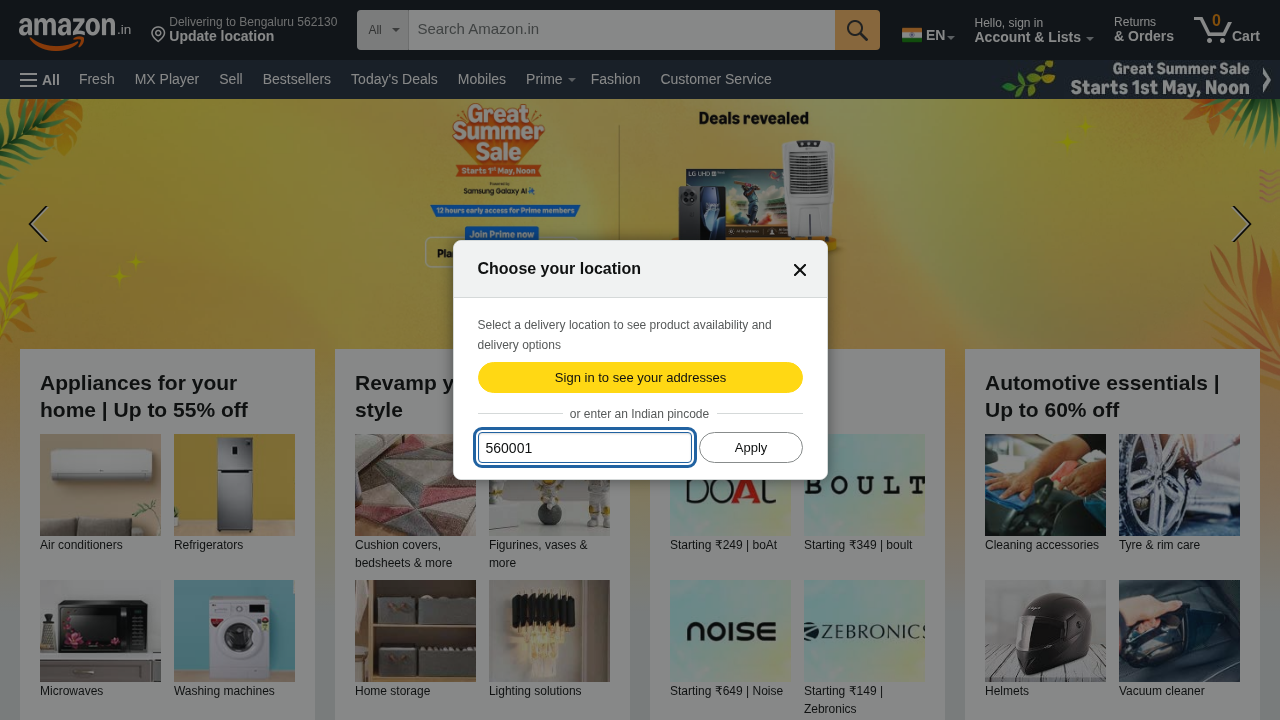 amazon.in
Delivering to Bengaluru 562130
Update location
All
Search Amazon.in
EN
Hello, sign in
Account & Lists
Returns
& Orders
0
Cart
All
Fresh
MX Player
Sell
Bestsellers
Today's Deals
Mobiles
Prime
Fashion
Customer Service
Great Summer Sale
Starts 1st May, Noon
Great
Summer
Sale
Starts 1st May, Noon
Powered by
Samsung Galaxy AI
12 hours early access for Prime members
Join Prime now
Deals revealed
LG UHD
Choose your location
Select a delivery location to see product availability and
delivery options
Sign in to see your addresses
or enter an Indian pincode
560001
Apply
Appliances for your
home | Up to 55% off
Air conditioners
Refrigerators
Microwaves
Washing machines
Revamp y
style
Cushion covers,
bedsheets & more
Figurines, vases &
more
Home storage
Lighting solutions
boAt
BOULT
Starting ₹249 | boAt
Starting ₹349 | boult
noise
ZEBRONICS
Starting ₹649 | Noise
Starting ₹149 |
Zebronics
Automotive essentials |
Up to 60% off
Cleaning accessories
Tyre & rim care
Helmets
Vacuum cleaner